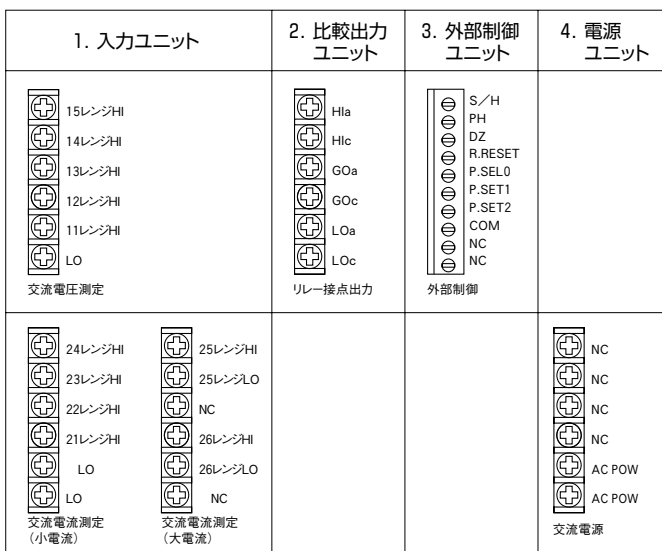 1. 入力ユニット
2. 比較出力
ユニット
3. 外部制御
ユニット
4. 電源
ユニット
15レンジHI
14レンジHI
13レンジHI
12レンジHI
11レンジHI
LO
交流電圧測定
HIa
HIc
GOa
GOc
LOa
LOc
リレー接点出力
S/H
PH
DZ
R.RESET
P.SEL0
P.SET1
P.SET2
COM
NC
NC
外部制御
24レンジHI
23レンジHI
22レンジHI
21レンジHI
LO
LO
交流電流測定
（小電流）
25レンジHI
25レンジLO
NC
26レンジHI
26レンジLO
NC
交流電流測定
（大電流）
NC
NC
NC
NC
AC POW
AC POW
交流電源